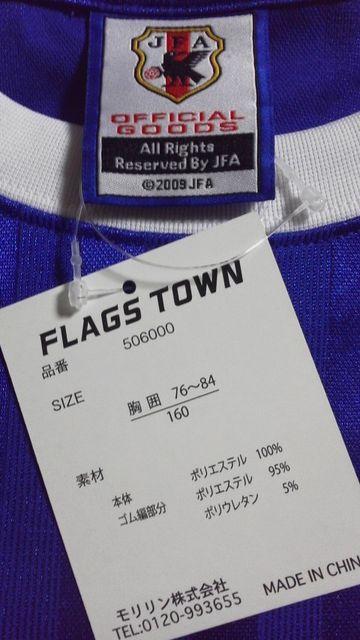 JFA
OFFICIAL
GOODS
All Rights
Reserved By JFA
©2009 JFA
FLAGS TOWN
品番 506000
SIZE 胸囲 76〜84
160
素材
本体 ポリエステル 100%
ゴム編部分 ポリエステル 95%
ポリウレタン 5%
モリリン株式会社
TEL:0120-993655
MADE IN CHIN